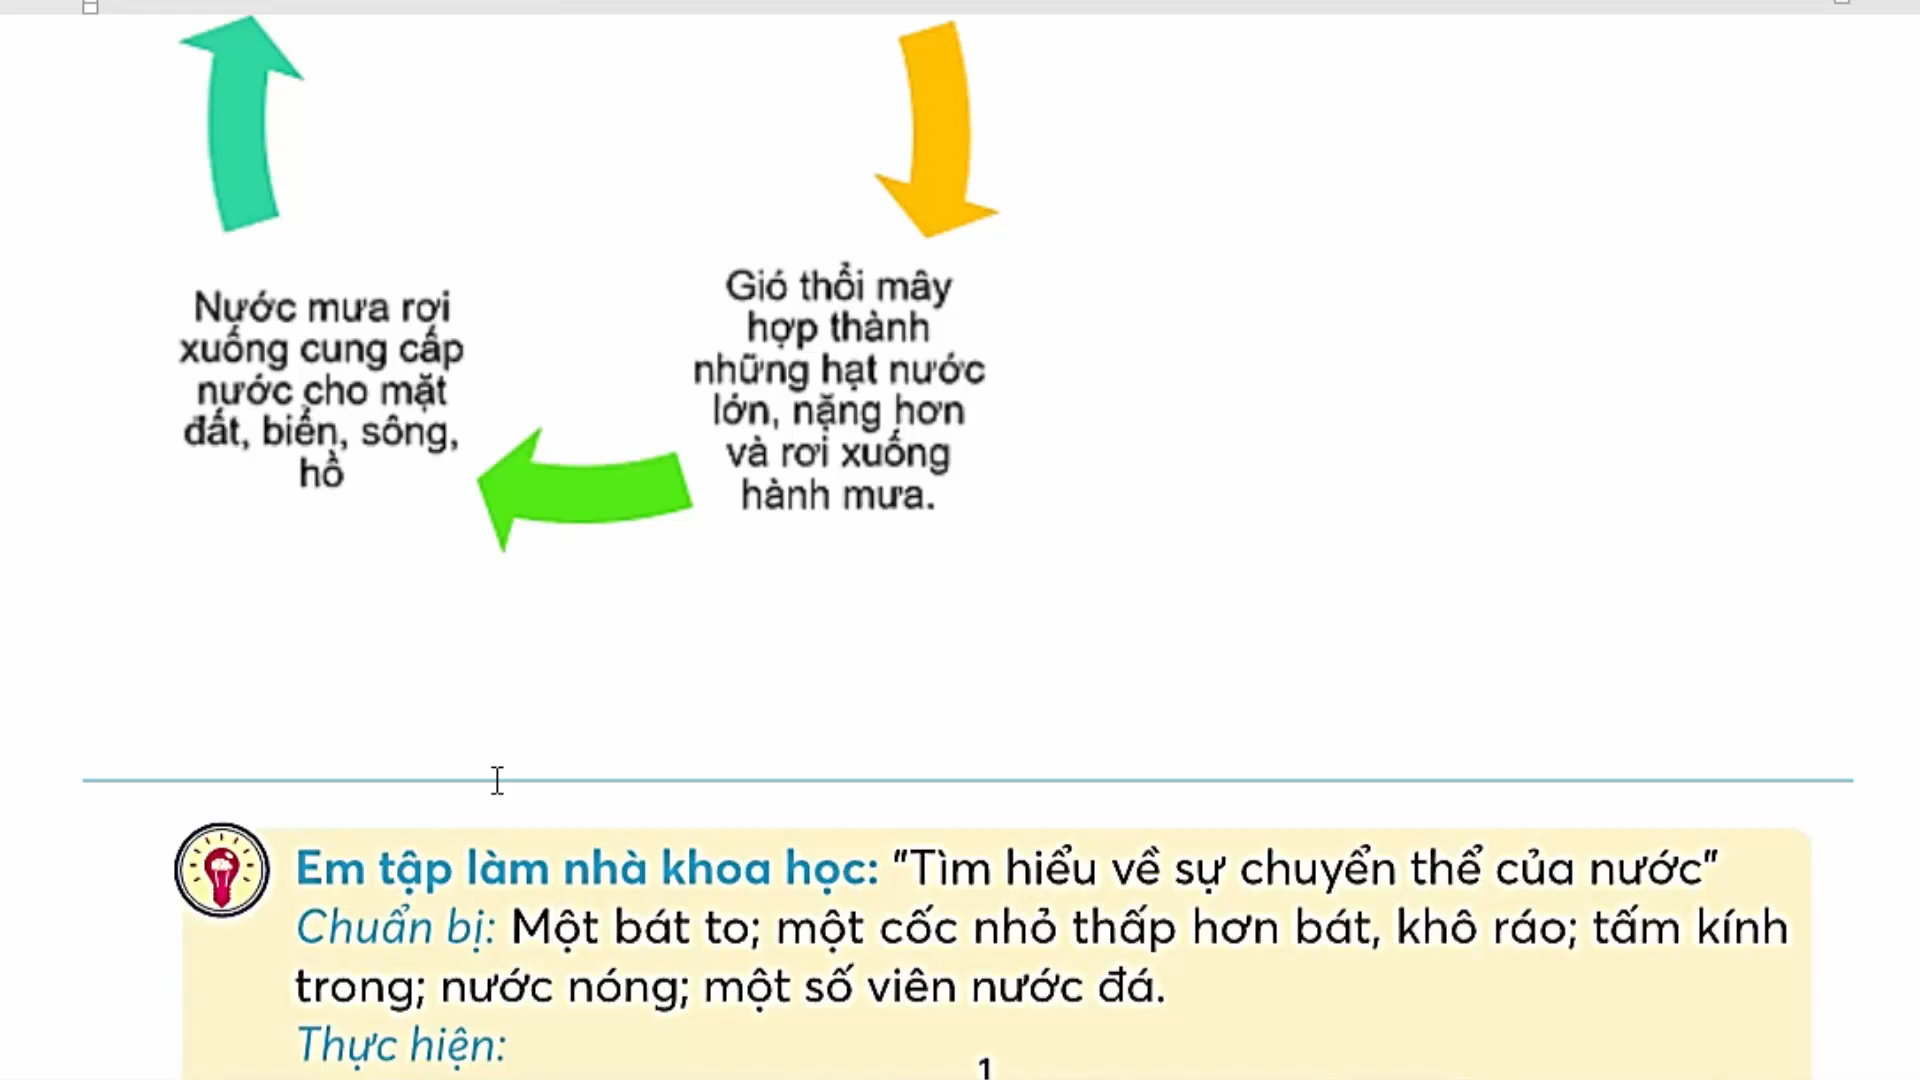 Nước mưa rơi
xuống cung cấp
nước cho mặt
đất, biển, sông,
hồ
Gió thổi mây
hợp thành
những hạt nước
lớn, nặng hơn
và rơi xuống
hành mưa.
Em tập làm nhà khoa học: "Tìm hiểu về sự chuyển thể của nước"
Chuẩn bị: Một bát to; một cốc nhỏ thấp hơn bát, khô ráo; tấm kính
trong; nước nóng; một số viên nước đá.
Thực hiện:
1